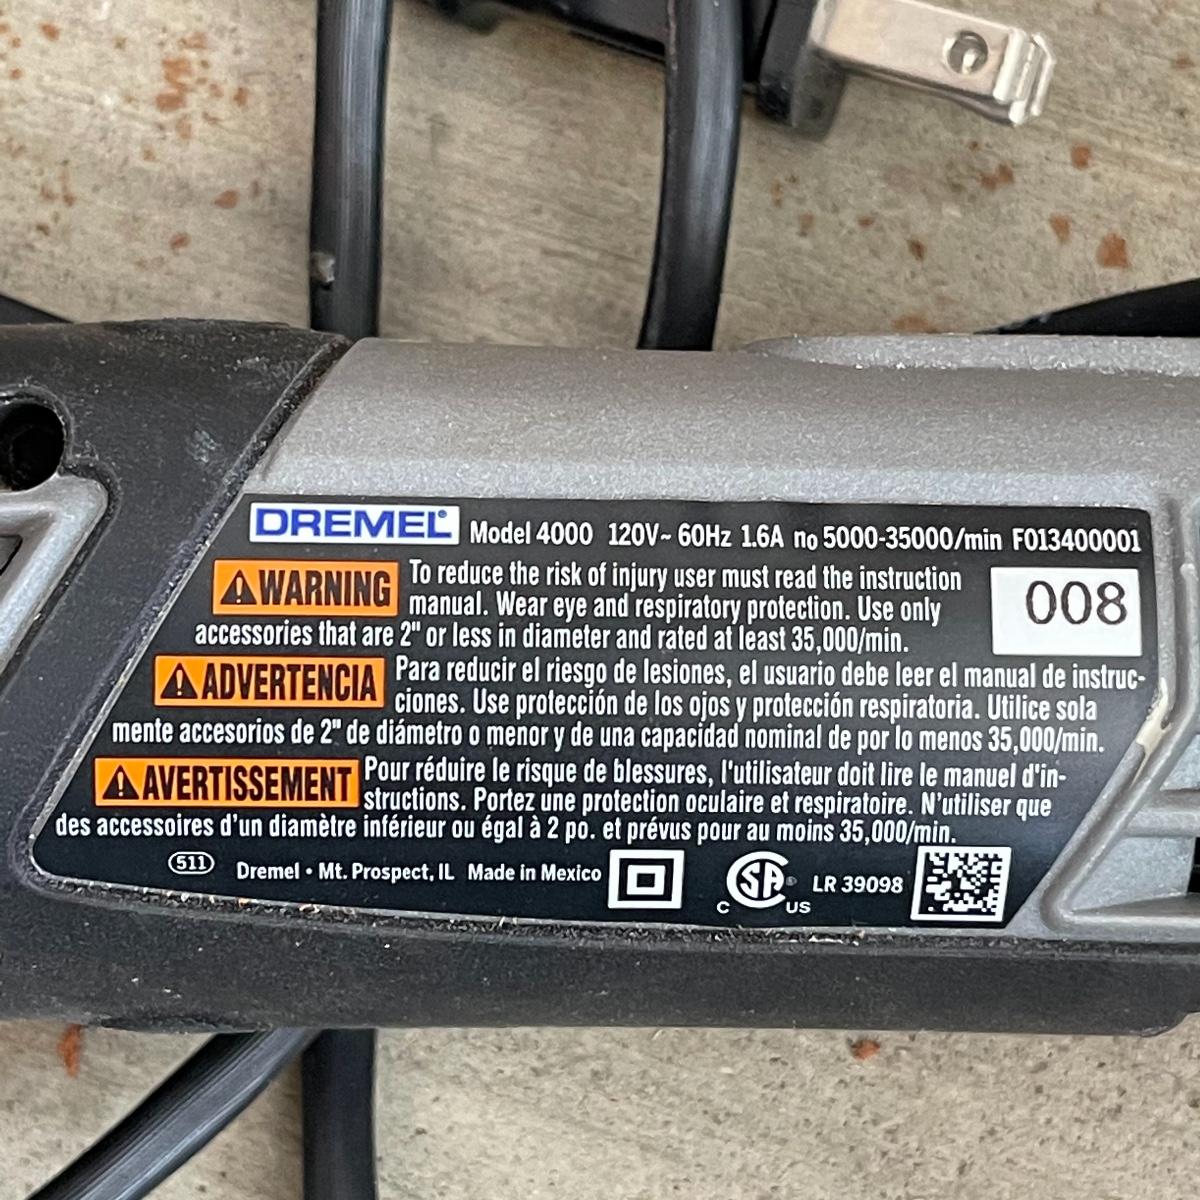 DREMEL® Model 4000 120V~ 60Hz 1.6A no 5000-35000/min F013400001
WARNING To reduce the risk of injury user must read the instruction
manual. Wear eye and respiratory protection. Use only
accessories that are 2" or less in diameter and rated at least 35,000/min.
008
ADVERTENCIA Para reducir el riesgo de lesiones, el usuario debe leer el manual de instruc-
ciones. Use protección de los ojos y protección respiratoria. Utilice sola
mente accesorios de 2" de diámetro o menor y de una capacidad nominal de por lo menos 35,000/min.
AVERTISSEMENT Pour réduire le risque de blessures, l'utilisateur doit lire le manuel d'in-
structions. Portez une protection oculaire et respiratoire. N'utiliser que
des accessoires d'un diamètre inférieur ou égal à 2 po. et prévus pour au moins 35,000/min.
511 Dremel • Mt. Prospect, IL Made in Mexico C SA® US LR 39098